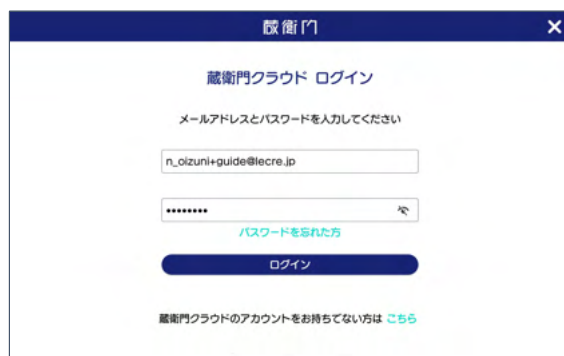 蔵衛門
蔵衛門クラウド ログイン
メールアドレスとパスワードを入力してください
n_oizuni+guide@lecre.jp
••••••••
パスワードを忘れた方
ログイン
蔵衛門クラウドのアカウントをお持ちでない方は こちら